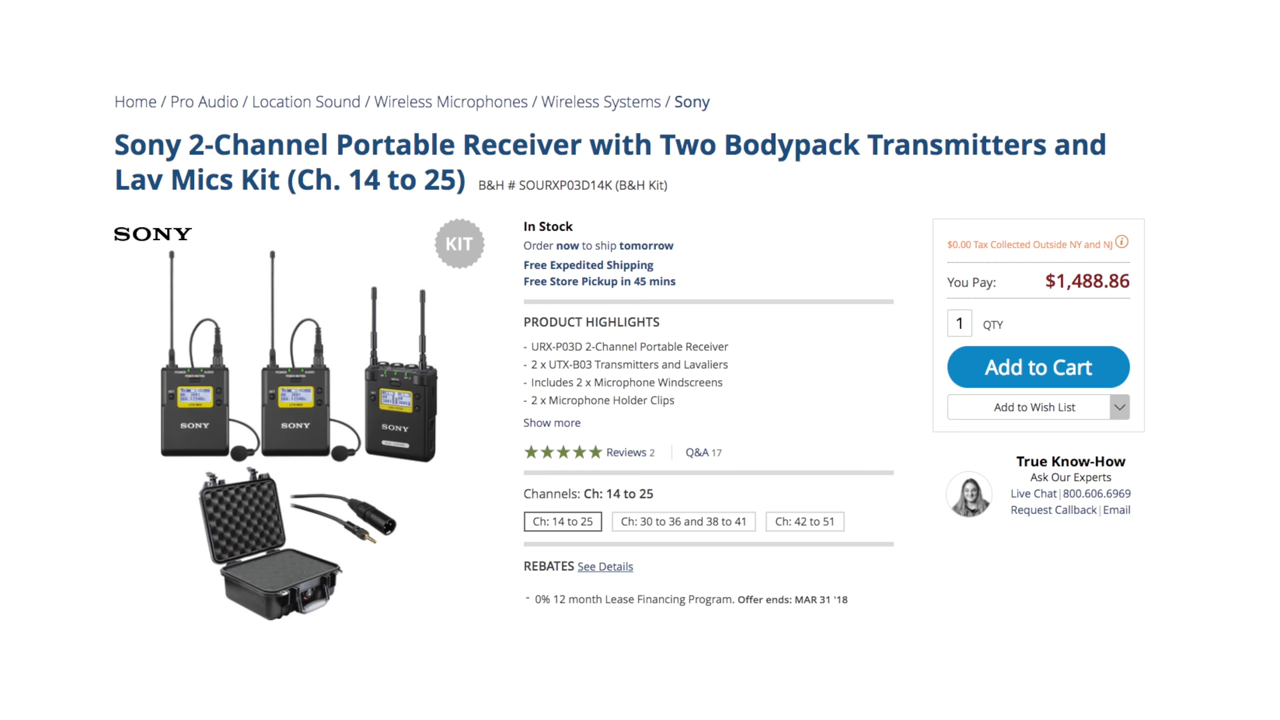 Home / Pro Audio / Location Sound / Wireless Microphones / Wireless Systems / Sony
Sony 2-Channel Portable Receiver with Two Bodypack Transmitters and
Lav Mics Kit (Ch. 14 to 25) B&H # SOURXP03D14K (B&H Kit)
SONY
KIT
SONY
SONY
SONY
In Stock
Order now to ship tomorrow
Free Expedited Shipping
Free Store Pickup in 45 mins
PRODUCT HIGHLIGHTS
- URX-P03D 2-Channel Portable Receiver
- 2 x UTX-B03 Transmitters and Lavaliers
- Includes 2 x Microphone Windscreens
- 2 x Microphone Holder Clips
Show more
Reviews 2 Q&A 17
Channels: Ch: 14 to 25
Ch: 14 to 25 Ch: 30 to 36 and 38 to 41 Ch: 42 to 51
REBATES See Details
- 0% 12 month Lease Financing Program. Offer ends: MAR 31 '18
$0.00 Tax Collected Outside NY and NJ
You Pay: $1,488.86
1 QTY
Add to Cart
Add to Wish List
True Know-How
Ask Our Experts
Live Chat | 800.606.6969
Request Callback | Email